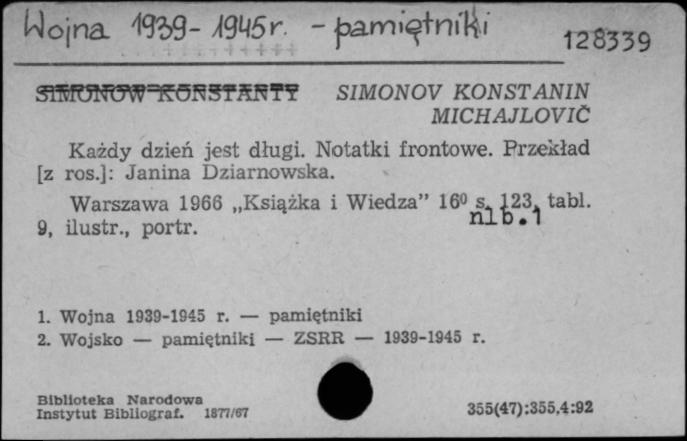 Wojna 1939-1945 r. - pamiętniki
128339
SIMONOW KONSTANTY SIMONOV KONSTANIN
MICHAJLOVIČ
Każdy dzień jest długi. Notatki frontowe. Przekład
[z ros.]: Janina Dziarnowska.
Warszawa 1966 „Książka i Wiedza” 16⁰ s. 123, tabl.
nlb.1
9, ilustr., portr.
1. Wojna 1939-1945 r. — pamiętniki
2. Wojsko — pamiętniki — ZSRR — 1939-1945 r.
Biblioteka Narodowa
Instytut Bibliograf. 1877/67
355(47):355,4:92